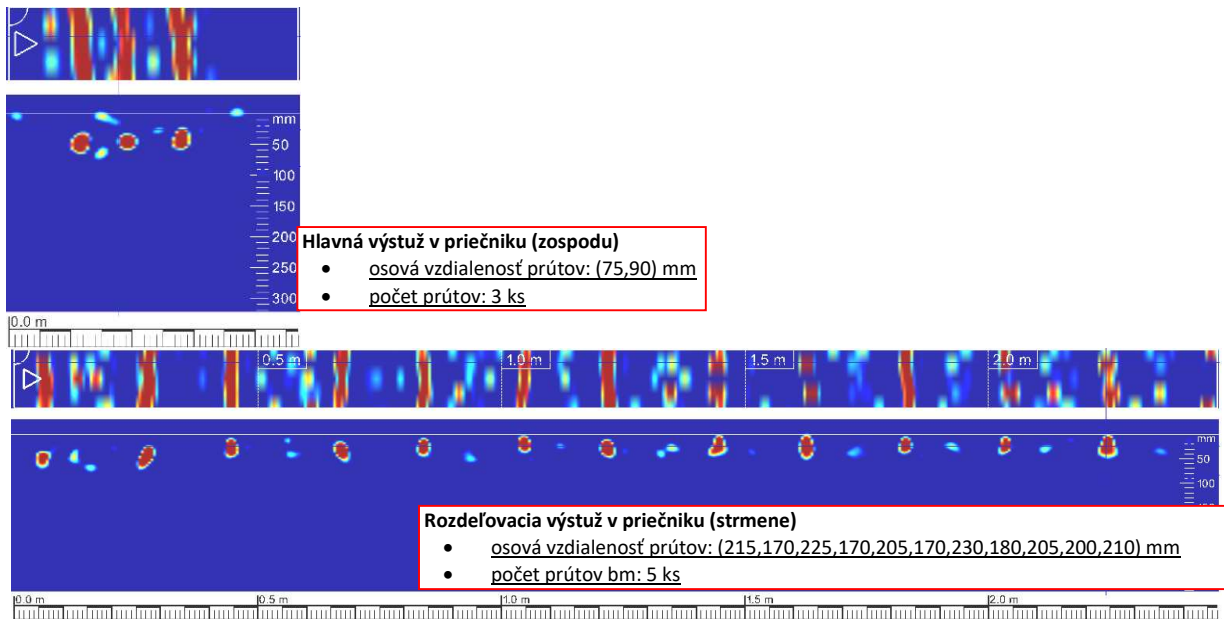 mm
50
100
150
200
250
300
Hlavná výstuž v priečniku (zospodu)
• osová vzdialenosť prútov: (75,90) mm
• počet prútov: 3 ks
0.0 m
0.5 m
1.0 m
1.5 m
2.0 m
mm
50
100
Rozdeľovacia výstuž v priečniku (strmene)
• osová vzdialenosť prútov: (215,170,225,170,205,170,230,180,205,200,210) mm
• počet prútov bm: 5 ks
0.0 m
0.5 m
1.0 m
1.5 m
2.0 m